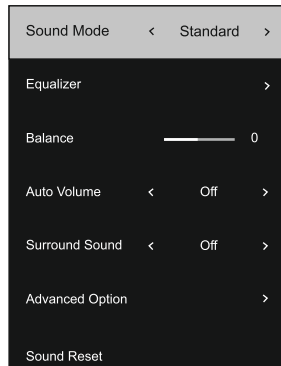 Sound Mode < Standard >
Equalizer >
Balance 0
Auto Volume < Off >
Surround Sound < Off >
Advanced Option >
Sound Reset